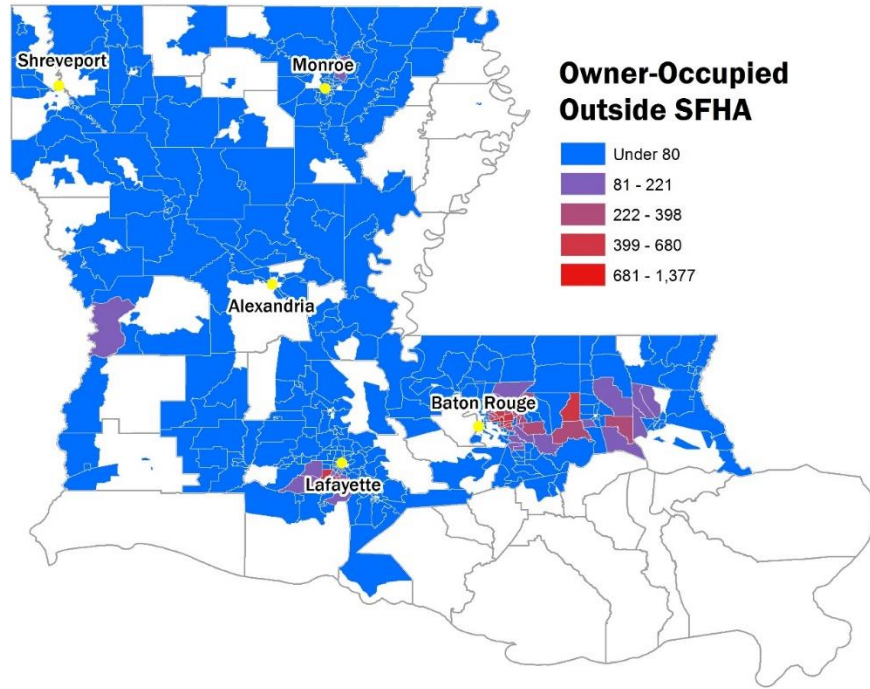 Shreveport
Monroe
Owner-Occupied
Outside SFHA
Under 80
81 - 221
222 - 398
399 - 680
681 - 1,377
Alexandria
Baton Rouge
Lafayette